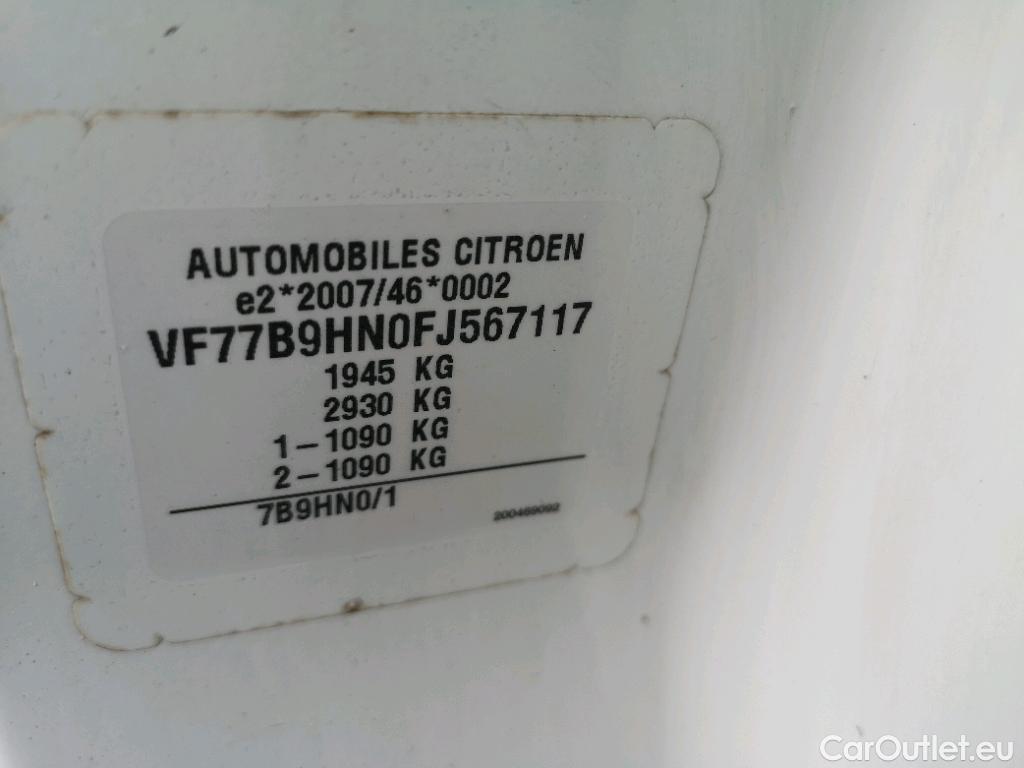 AUTOMOBILES CITROEN
e2*2007/46*0002
VF77B9HN0FJ567117
1945 KG
2930 KG
1-1090 KG
2-1090 KG
7B9HN0/1
200469092
CarOutlet.eu